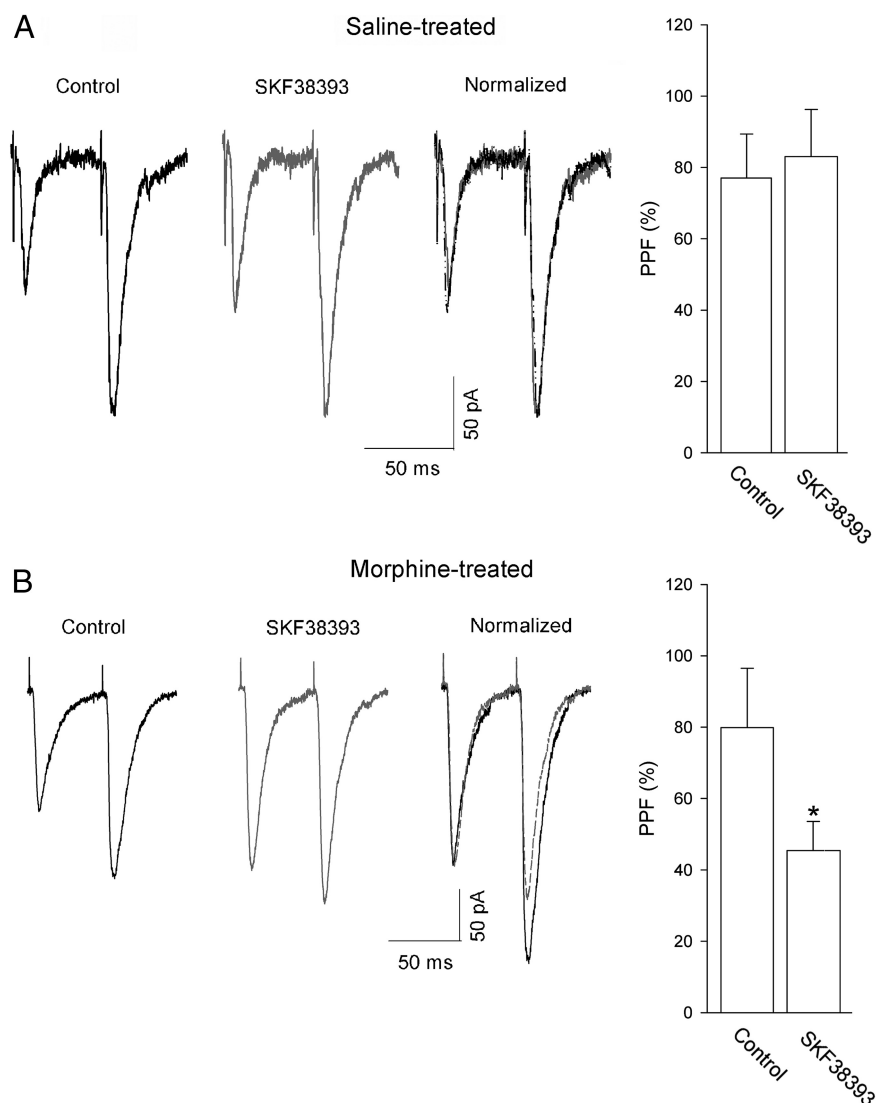 A
Saline-treated
Control
SKF38393
Normalized
50 pA
50 ms
120
100
80
60
40
20
0
PPF (%)
Control
SKF38393
B
Morphine-treated
Control
SKF38393
Normalized
50 pA
50 ms
120
100
80
60
40
20
0
PPF (%)
*
Control
SKF38393